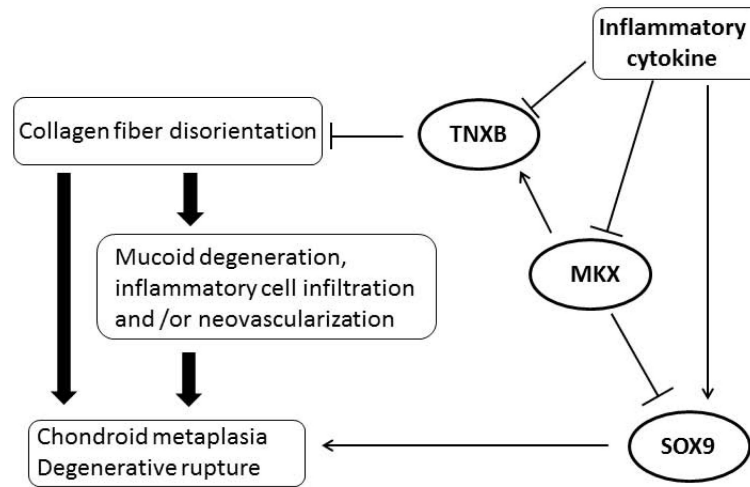 Inflammatory
cytokine
Collagen fiber disorientation
TNXB
Mucoid degeneration,
inflammatory cell infiltration
and /or neovascularization
MKX
Chondroid metaplasia
Degenerative rupture
SOX9